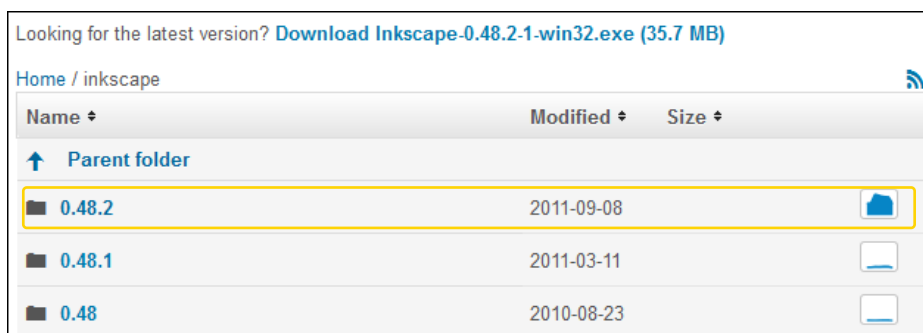 Looking for the latest version? Download Inkscape-0.48.2-1-win32.exe (35.7 MB)
Home / inkscape
Name Modified Size
Parent folder
0.48.2 2011-09-08
0.48.1 2011-03-11
0.48 2010-08-23